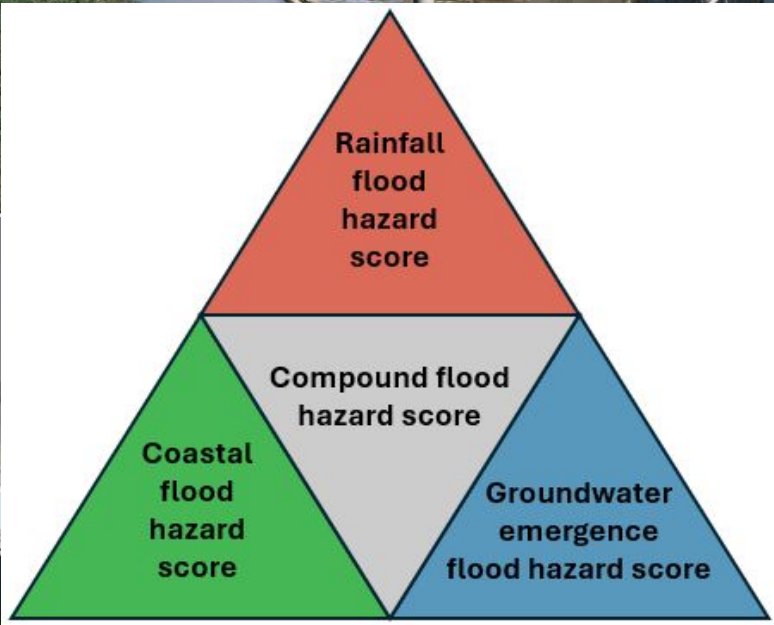 Rainfall
flood
hazard
score
Compound flood
hazard score
Coastal
flood
hazard
score
Groundwater
emergence
flood hazard score